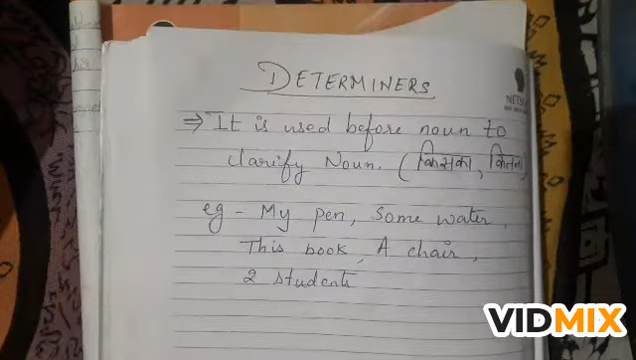 DETERMINERS
⇒ It is used before noun to
clarify Noun. (किसका, कितना)
eg - My pen, Some water,
This book, A chair,
2 students
VIDMIX